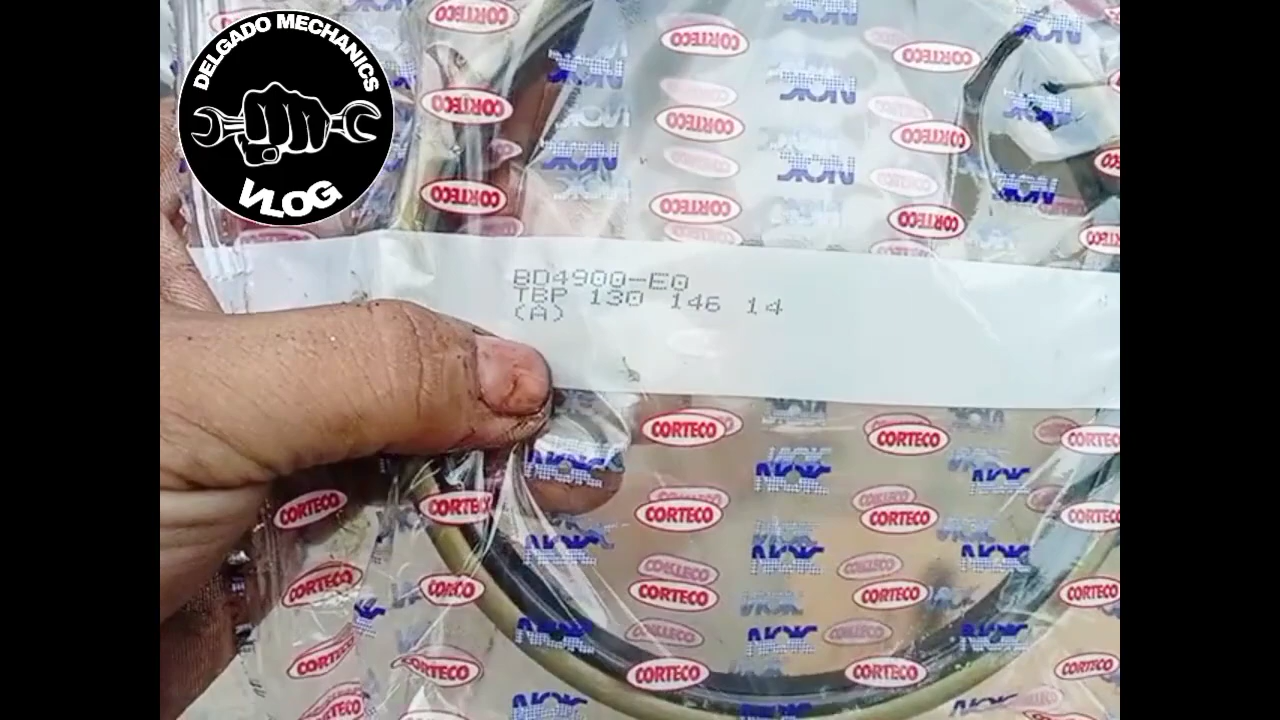 DELGADO MECHANICS
VLOG
BD4900-E0
TBP 130 146 14
(A)
CORTECO
NOK